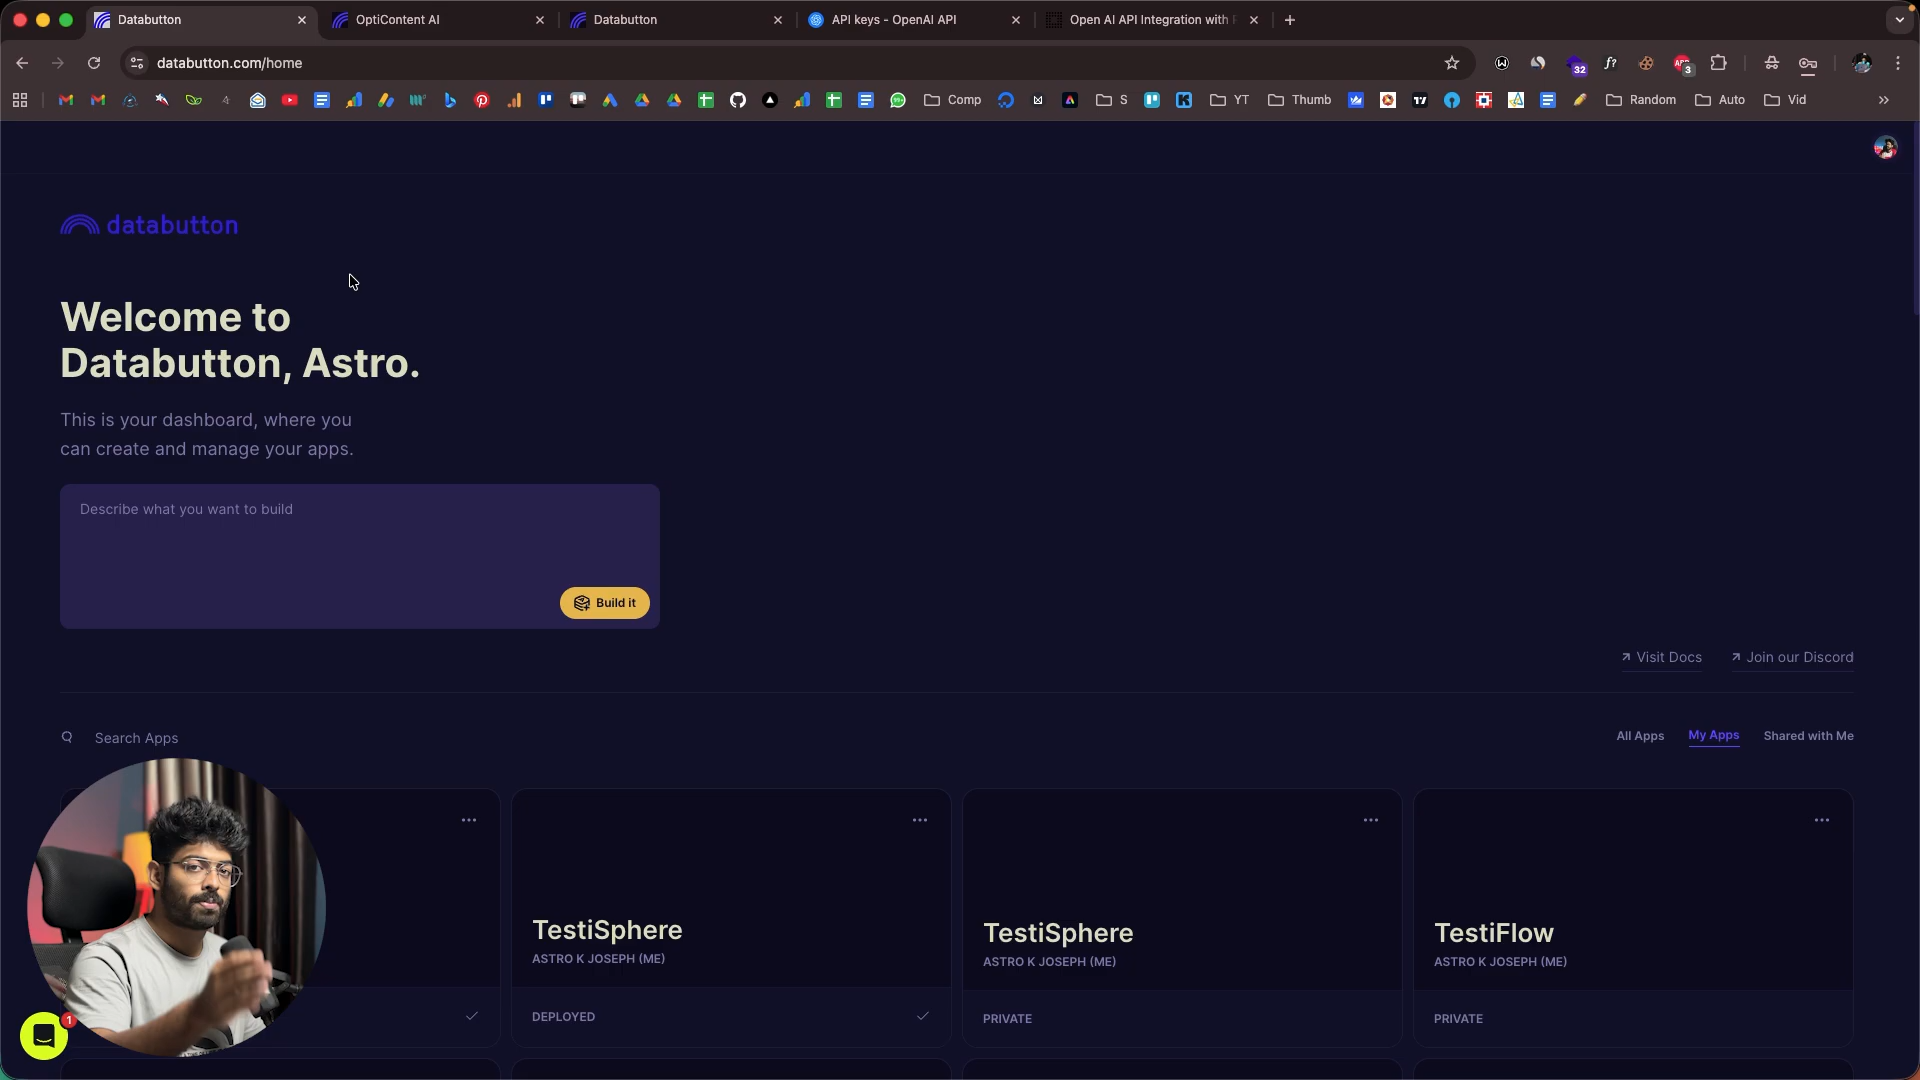 Databutton
OptiContent AI
Databutton
API keys - OpenAI API
Open AI API Integration with
databutton.com/home
32
f?
3
Comp
S
YT
Thumb
Random
Auto
Vid
databutton
Welcome to
Databutton, Astro.
This is your dashboard, where you
can create and manage your apps.
Describe what you want to build
Build it
Visit Docs
Join our Discord
Search Apps
All Apps
My Apps
Shared with Me
TestiSphere
ASTRO K JOSEPH (ME)
DEPLOYED
TestiSphere
ASTRO K JOSEPH (ME)
PRIVATE
TestiFlow
ASTRO K JOSEPH (ME)
PRIVATE
1